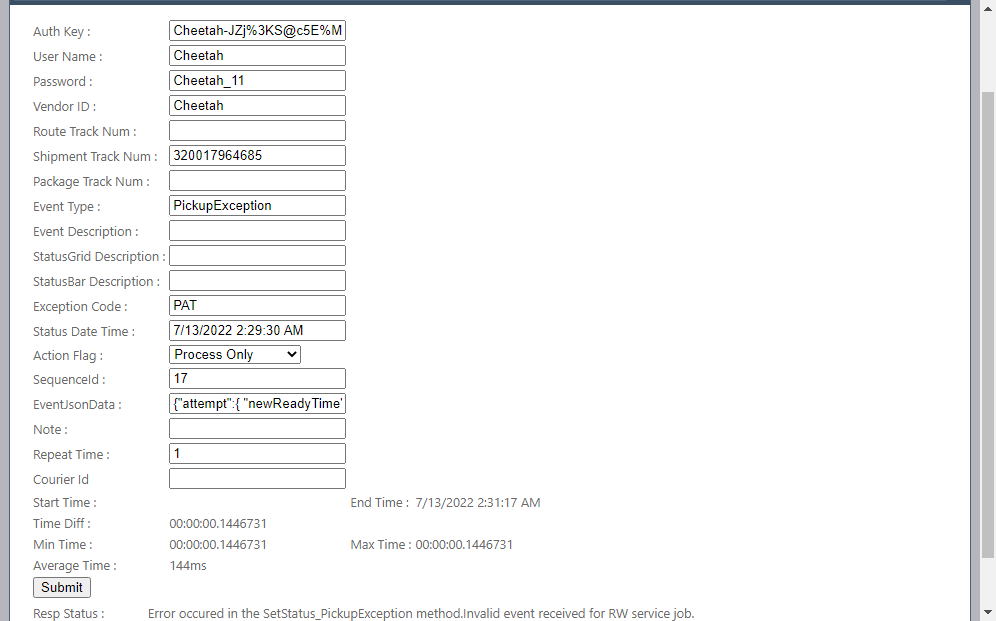 Auth Key : Cheetah-JZj%3KS@c5E%M
User Name : Cheetah
Password : Cheetah_11
Vendor ID : Cheetah
Route Track Num :
Shipment Track Num : 320017964685
Package Track Num :
Event Type : PickupException
Event Description :
StatusGrid Description :
StatusBar Description :
Exception Code : PAT
Status Date Time : 7/13/2022 2:29:30 AM
Action Flag : Process Only
SequenceId : 17
EventJsonData : {"attempt":{ "newReadyTime'
Note :
Repeat Time : 1
Courier Id
Start Time : End Time : 7/13/2022 2:31:17 AM
Time Diff : 00:00:00.1446731
Min Time : 00:00:00.1446731 Max Time : 00:00:00.1446731
Average Time : 144ms
Submit
Resp Status : Error occured in the SetStatus_PickupException method.Invalid event received for RW service job.